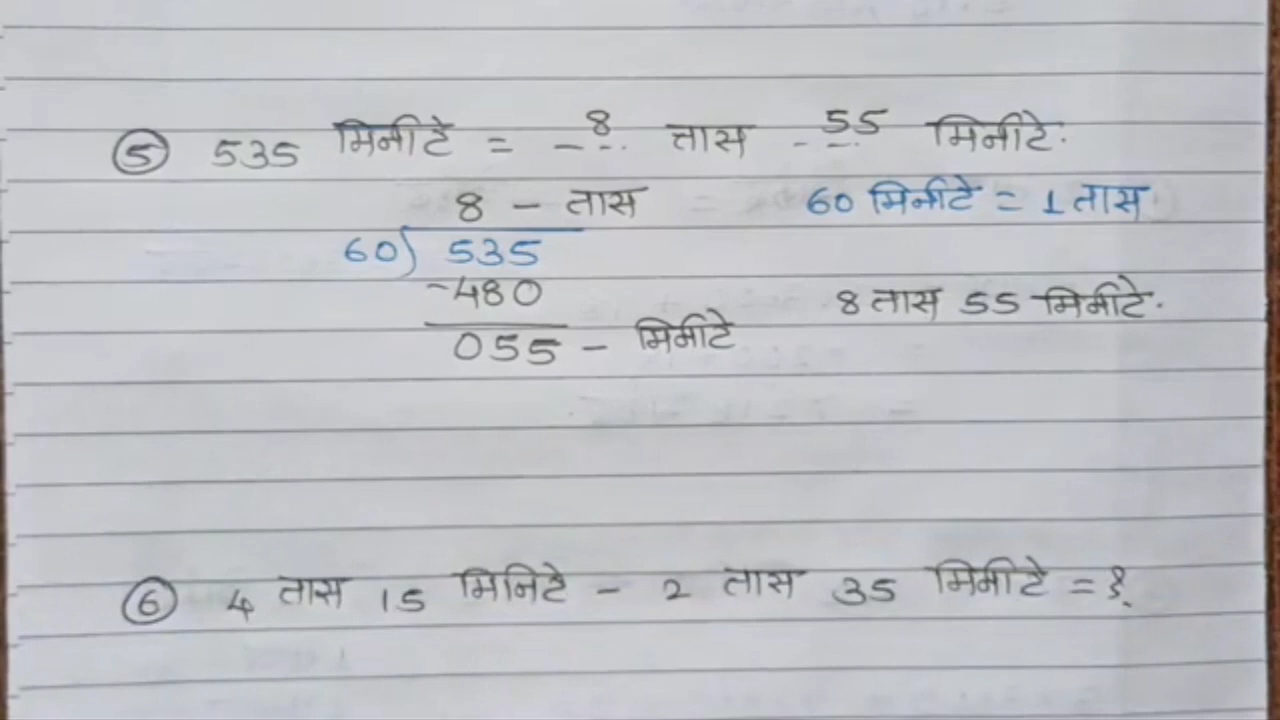 ⑤ 535 मिनीटे = --8-- तास --55-- मिनीटे.
8 - तास
60 मिनीटे = 1 तास
60) 535
-480
8 तास 55 मिनीटे.
055 - मिनीटे
⑥ 4 तास 15 मिनिटे - 2 तास 35 मिनीटे = ?